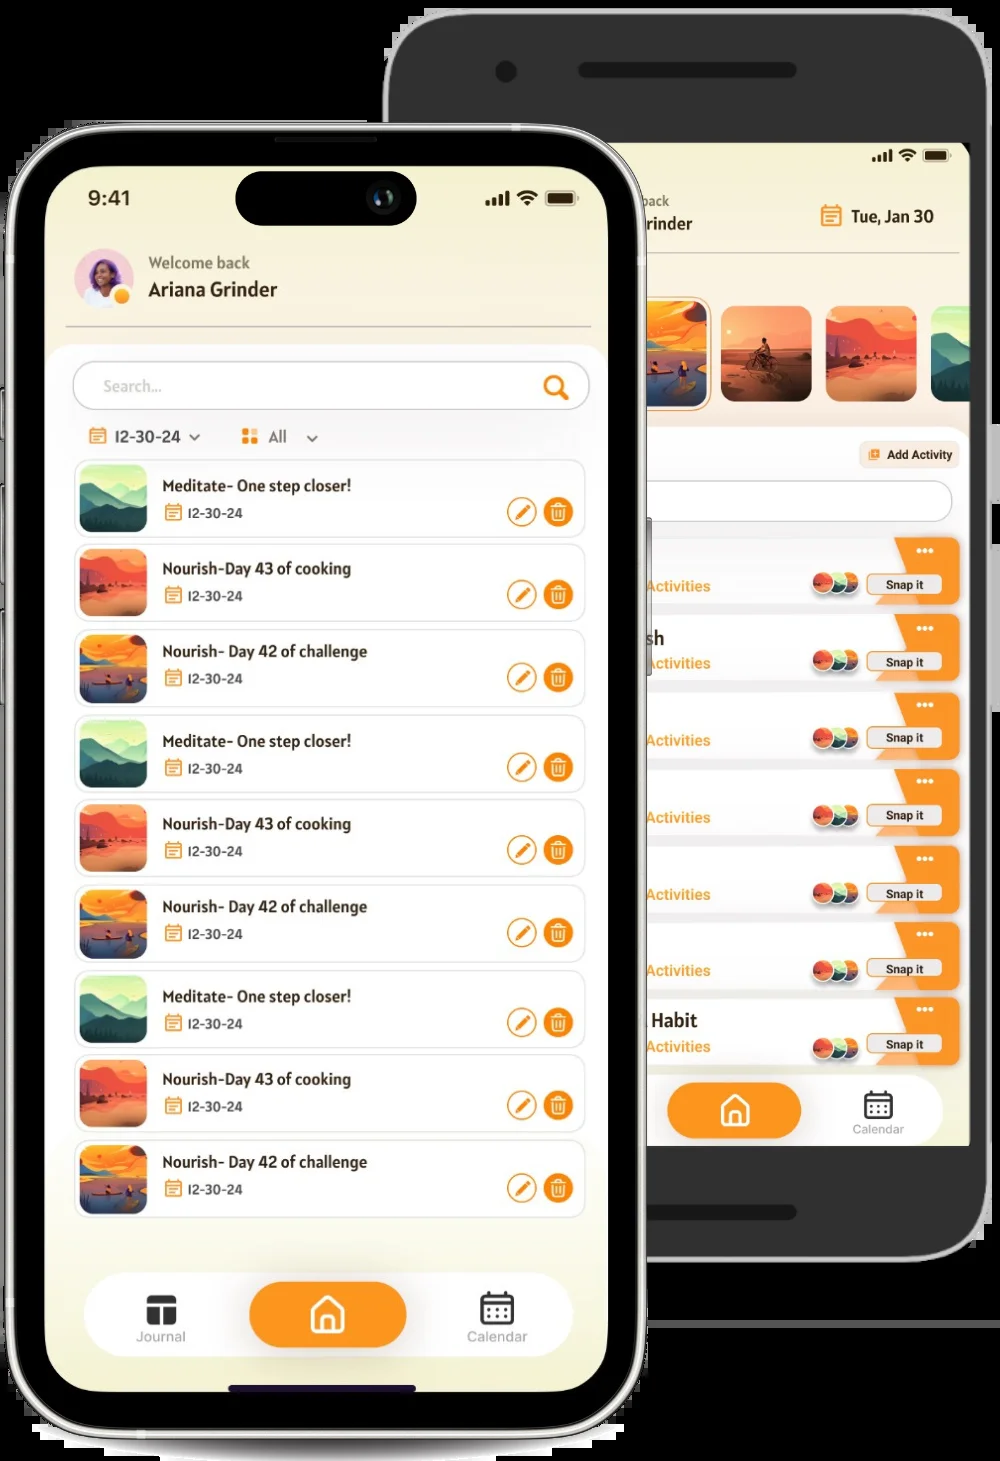 9:41
Welcome back
Ariana Grinder
Search...
12-30-24
All
Meditate- One step closer!
12-30-24
Nourish-Day 43 of cooking
12-30-24
Nourish- Day 42 of challenge
12-30-24
Meditate- One step closer!
12-30-24
Nourish-Day 43 of cooking
12-30-24
Nourish- Day 42 of challenge
12-30-24
Meditate- One step closer!
12-30-24
Nourish-Day 43 of cooking
12-30-24
Nourish- Day 42 of challenge
12-30-24
Journal
Calendar
back
rinder
Tue, Jan 30
Add Activity
Activities
Snap it
sh
Activities
Snap it
Activities
Snap it
Activities
Snap it
Activities
Snap it
Activities
Snap it
Habit
Activities
Snap it
Calendar